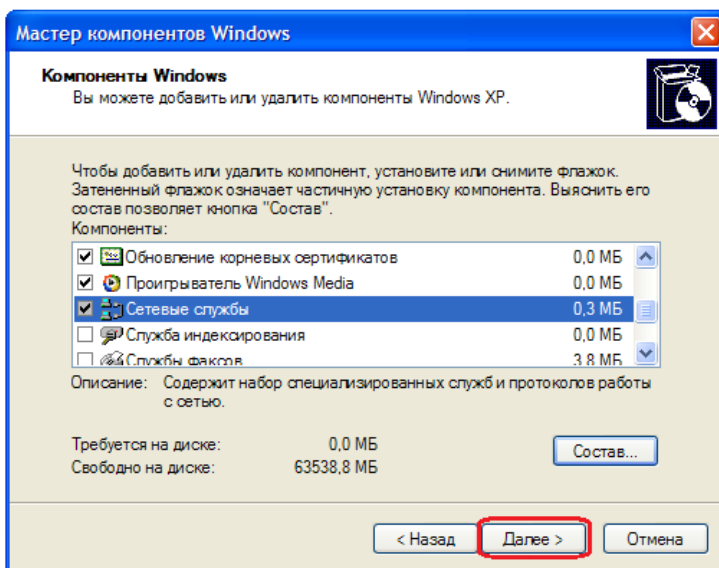 Мастер компонентов Windows
Компоненты Windows
Вы можете добавить или удалить компоненты Windows XP.
Чтобы добавить или удалить компонент, установите или снимите флажок.
Затененный флажок означает частичную установку компонента. Выяснить его
состав позволяет кнопка "Состав".
Компоненты:
Обновление корневых сертификатов 0,0 МБ
Проигрыватель Windows Media 0,0 МБ
Сетевые службы 0,3 МБ
Служба индексирования 0,0 МБ
Службы факсов 3,8 МБ
Описание: Содержит набор специализированных служб и протоколов работы
с сетью.
Требуется на диске: 0,0 МБ
Свободно на диске: 63538,8 МБ
Состав...
< Назад Далее > Отмена